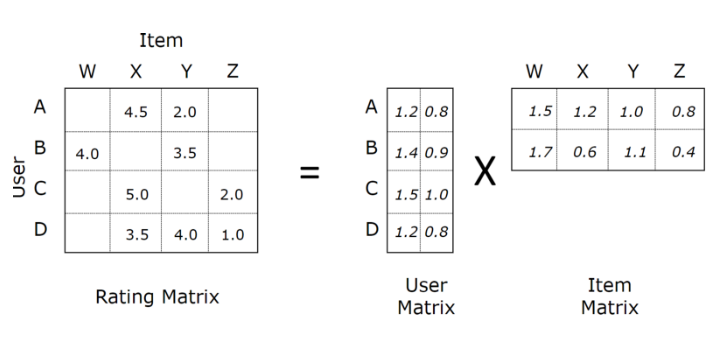 Item
W X Y Z
A 4.5 2.0
B 4.0 3.5
C 5.0 2.0
D 3.5 4.0 1.0
User
Rating Matrix
=
A 1.2 0.8
B 1.4 0.9
C 1.5 1.0
D 1.2 0.8
User
Matrix
X
W X Y Z
1.5 1.2 1.0 0.8
1.7 0.6 1.1 0.4
Item
Matrix